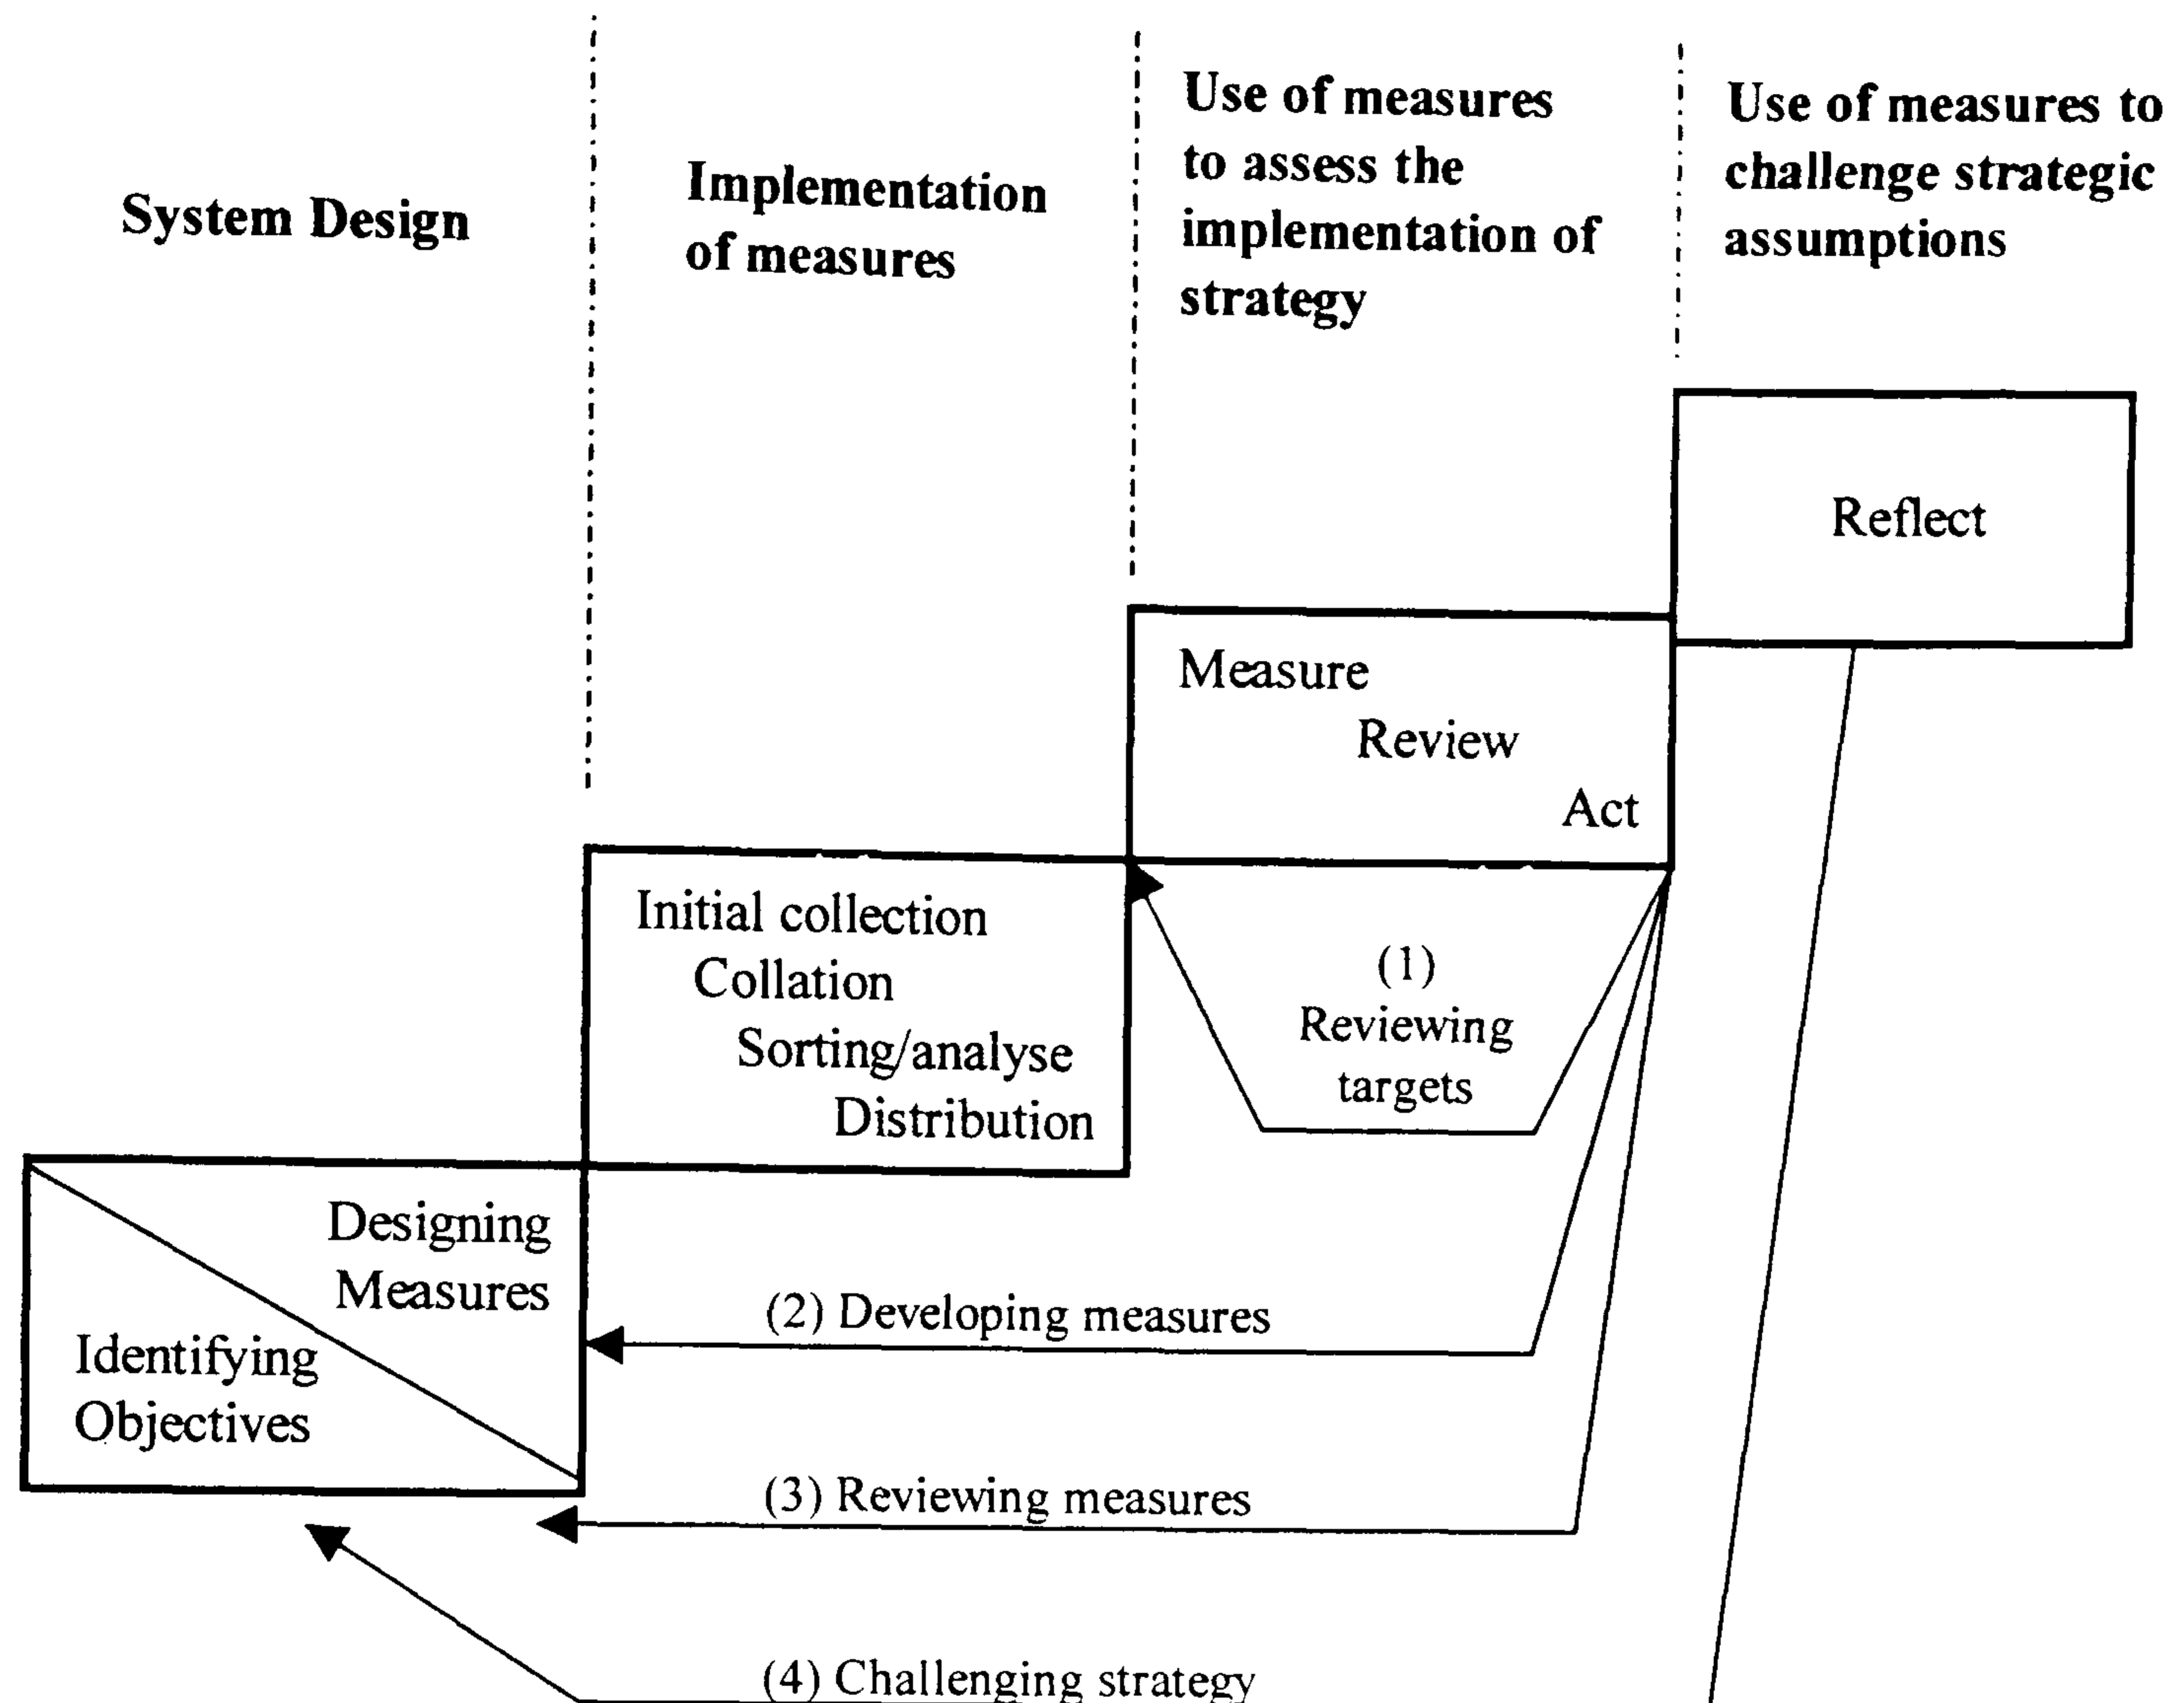 System Design
Implementation
of measures
Use of measures
to assess the
implementation of
strategy
Use of measures to
challenge strategic
assumptions
Reflect
Measure
Review
Act
Initial collection
Collation
Sorting/analyse
Distribution
(1)
Reviewing
targets
Designing
Measures
Identifying
Objectives
(2) Developing measures
(3) Reviewing measures
(4) Challenging strategy